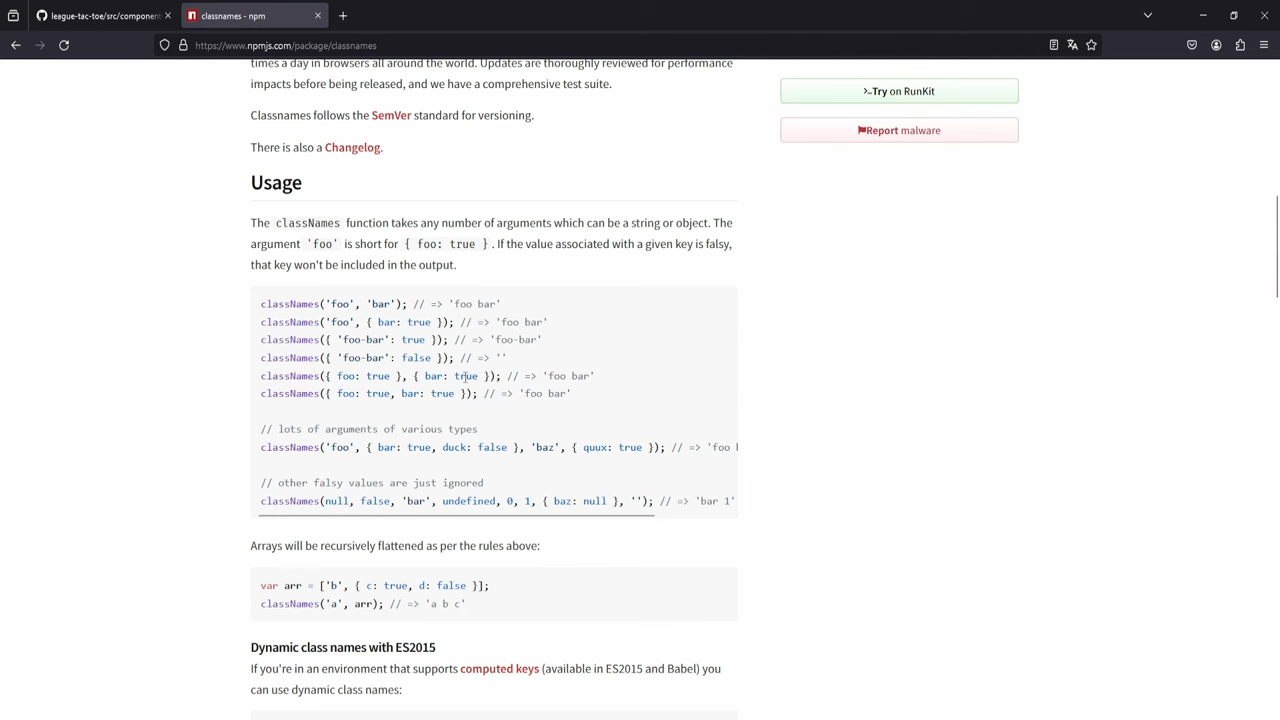 league-tac-toe/src/component
classnames - npm
https://www.npmjs.com/package/classnames
times a day in browsers all around the world. Updates are thoroughly reviewed for performance
impacts before being released, and we have a comprehensive test suite.
Classnames follows the SemVer standard for versioning.
There is also a Changelog.
Try on RunKit
Report malware
Usage
The classNames function takes any number of arguments which can be a string or object. The
argument 'foo' is short for { foo: true } . If the value associated with a given key is falsy,
that key won't be included in the output.
classNames('foo', 'bar'); // => 'foo bar'
classNames('foo', { bar: true }); // => 'foo bar'
classNames({ 'foo-bar': true }); // => 'foo-bar'
classNames({ 'foo-bar': false }); // => ''
classNames({ foo: true }, { bar: true }); // => 'foo bar'
classNames({ foo: true, bar: true }); // => 'foo bar'
// lots of arguments of various types
classNames('foo', { bar: true, duck: false }, 'baz', { quux: true }); // => 'foo b
// other falsy values are just ignored
classNames(null, false, 'bar', undefined, 0, 1, { baz: null }, ''); // => 'bar 1'
Arrays will be recursively flattened as per the rules above:
var arr = ['b', { c: true, d: false }];
classNames('a', arr); // => 'a b c'
Dynamic class names with ES2015
If you're in an environment that supports computed keys (available in ES2015 and Babel) you
can use dynamic class names: